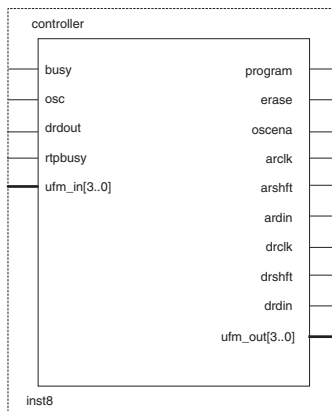 controller
busy
program
osc
erase
drdout
oscena
rtpbusy
arclk
ufm_in[3..0]
arshft
ardin
drclk
drshft
drdin
ufm_out[3..0]
inst8